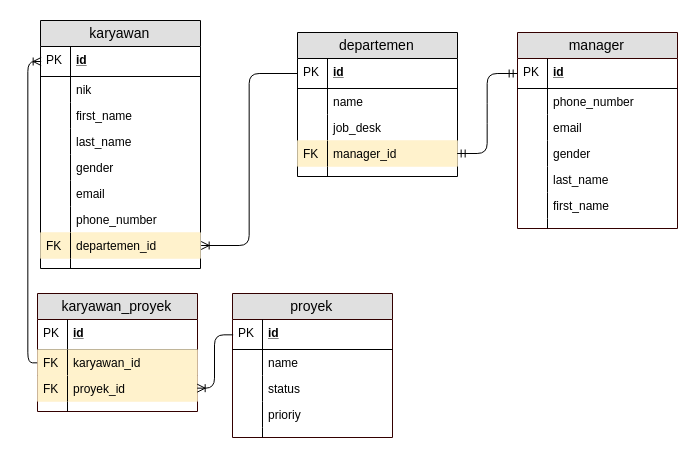 karyawan
PK id
nik
first_name
last_name
gender
email
phone_number
FK departemen_id
departemen
PK id
name
job_desk
FK manager_id
manager
PK id
phone_number
email
gender
last_name
first_name
karyawan_proyek
PK id
FK karyawan_id
FK proyek_id
proyek
PK id
name
status
prioriy